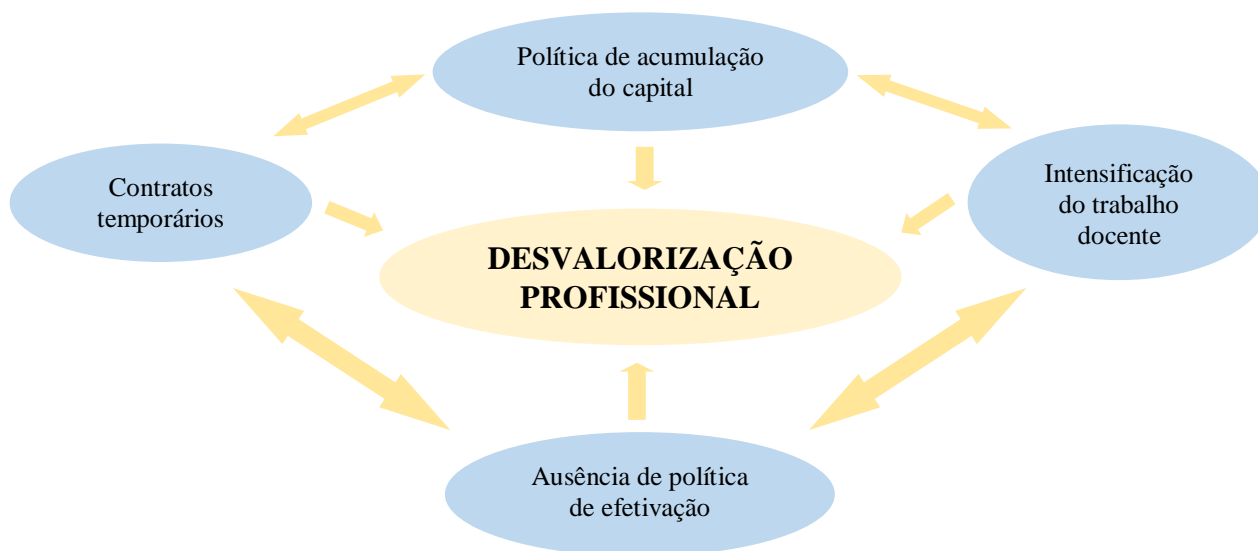 Política de acumulação
do capital
Contratos
temporários
Intensificação
do trabalho
docente
DESVALORIZAÇÃO
PROFISSIONAL
Ausência de política
de efetivação